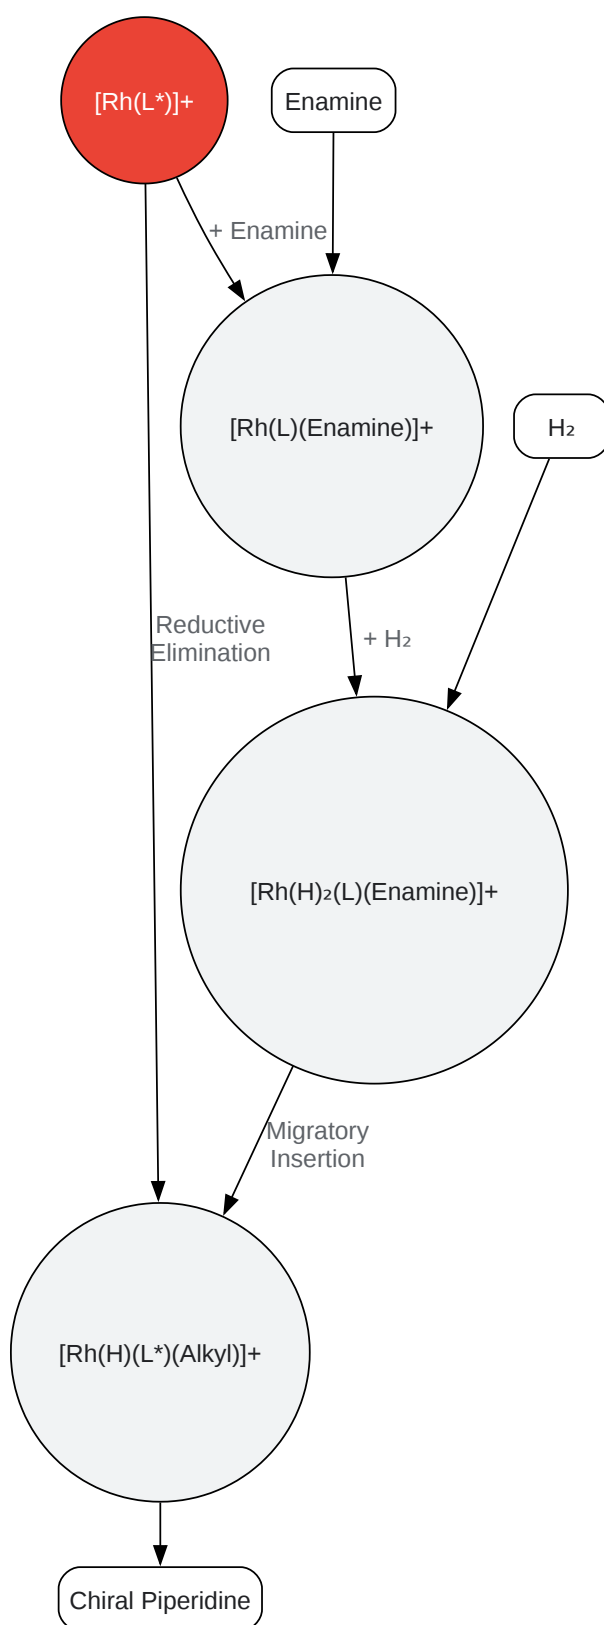 [Rh(L*)]+
Enamine
+ Enamine
[Rh(L)(Enamine)]+
H₂
Reductive
Elimination
+ H₂
[Rh(H)₂(L)(Enamine)]+
Migratory
Insertion
[Rh(H)(L*)(Alkyl)]+
Chiral Piperidine